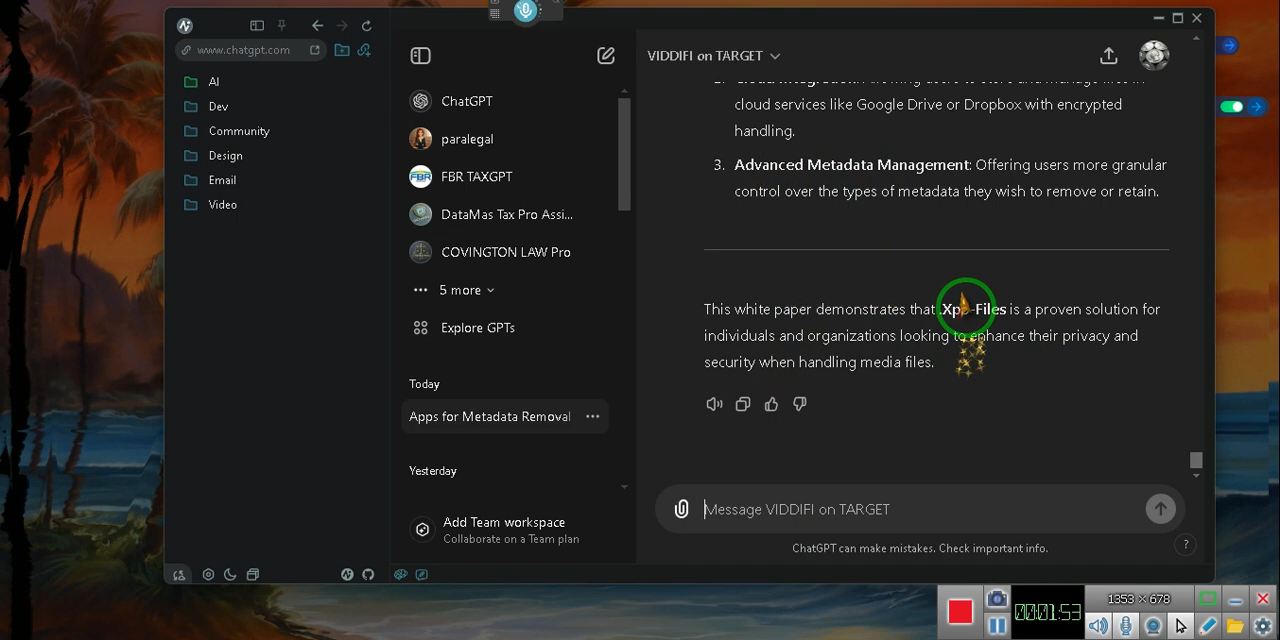 www.chatgpt.com
AI
Dev
Community
Design
Email
Video
ChatGPT
paralegal
FBR TAXGPT
DataMas Tax Pro Assi...
COVINGTON LAW Pro
5 more
Explore GPTs
Today
Apps for Metadata Removal
Yesterday
Add Team workspace
Collaborate on a Team plan
VIDDIFI on TARGET
cloud services like Google Drive or Dropbox with encrypted
handling.
3. Advanced Metadata Management: Offering users more granular
control over the types of metadata they wish to remove or retain.
This white paper demonstrates that Files is a proven solution for
individuals and organizations looking to enhance their privacy and
security when handling media files.
Message VIDDIFI on TARGET
ChatGPT can make mistakes. Check important info.
?
1353 × 678
00:01:53